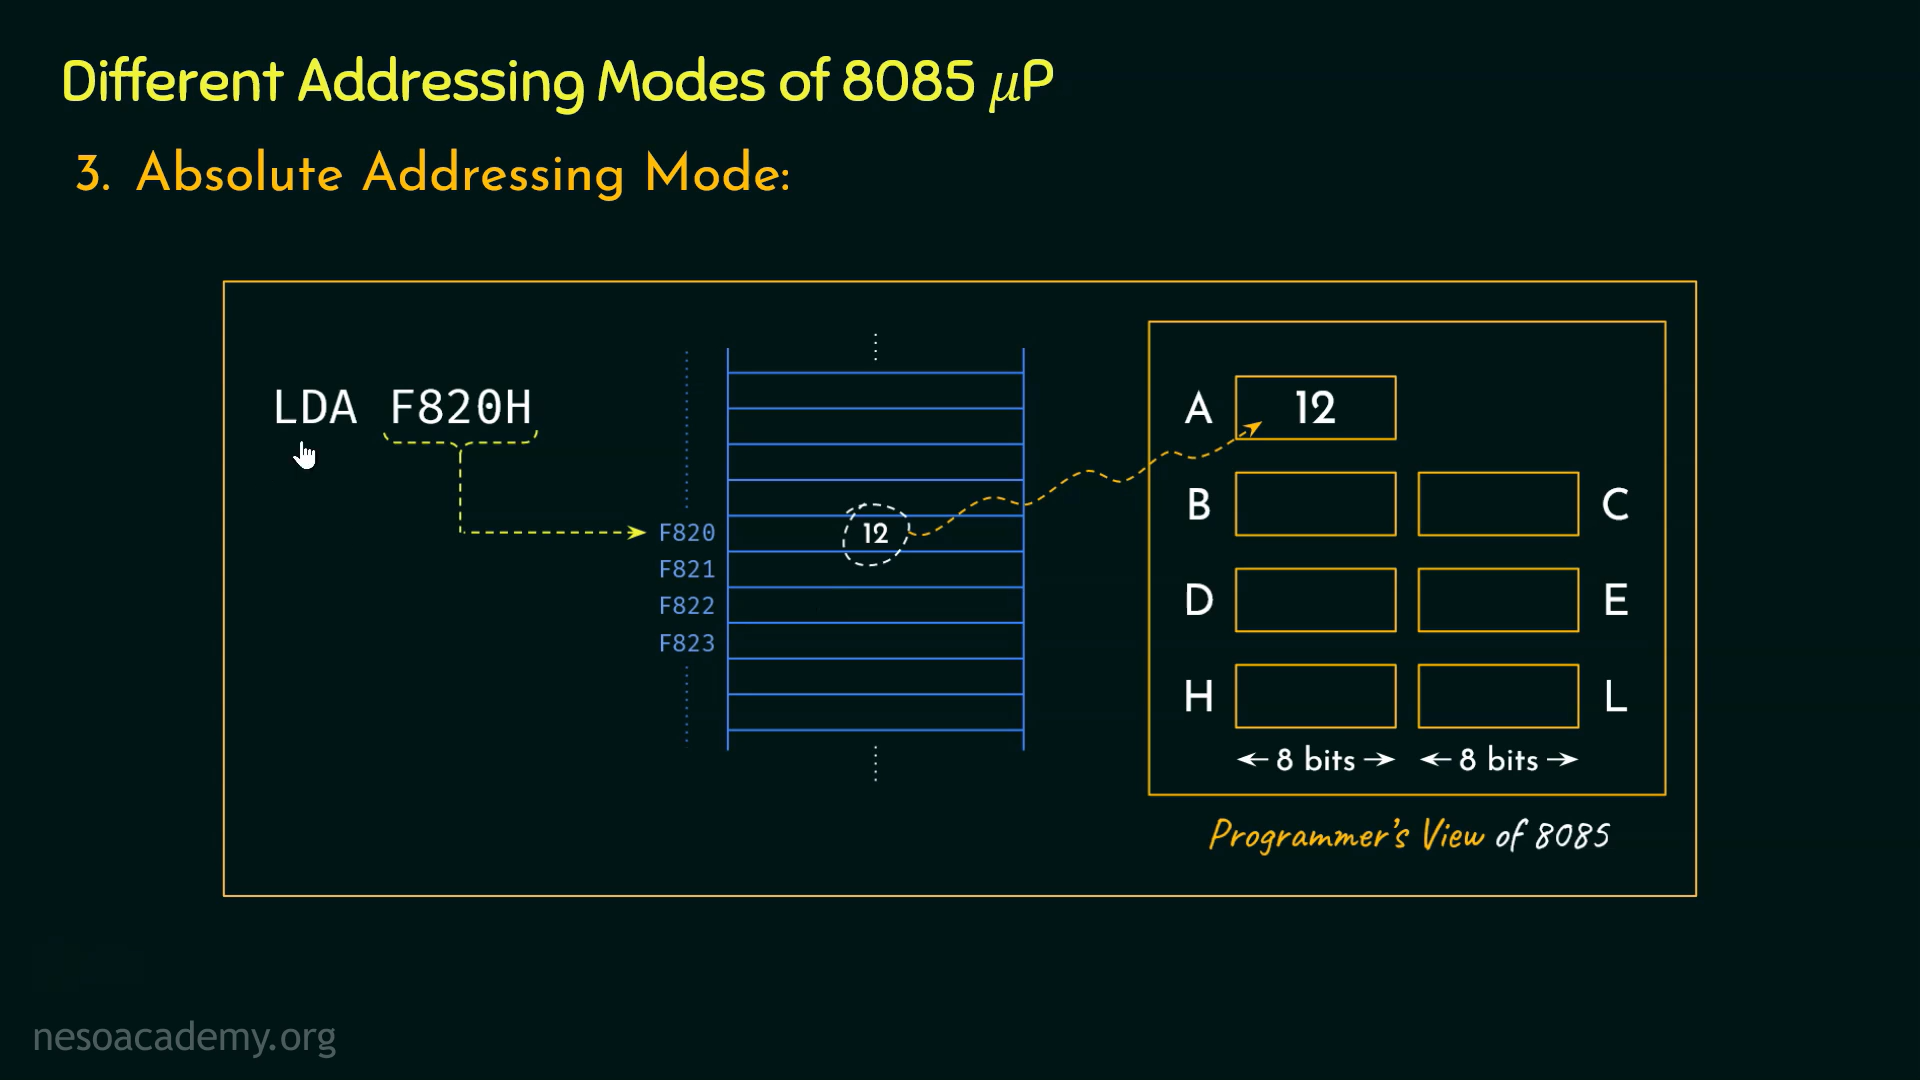 Different Addressing Modes of 8085 μP
3. Absolute Addressing Mode:
LDA F820H
F820
F821
F822
F823
12
A 12
B C
D E
H L
8 bits 8 bits
Programmer's View of 8085
nesoacademy.org